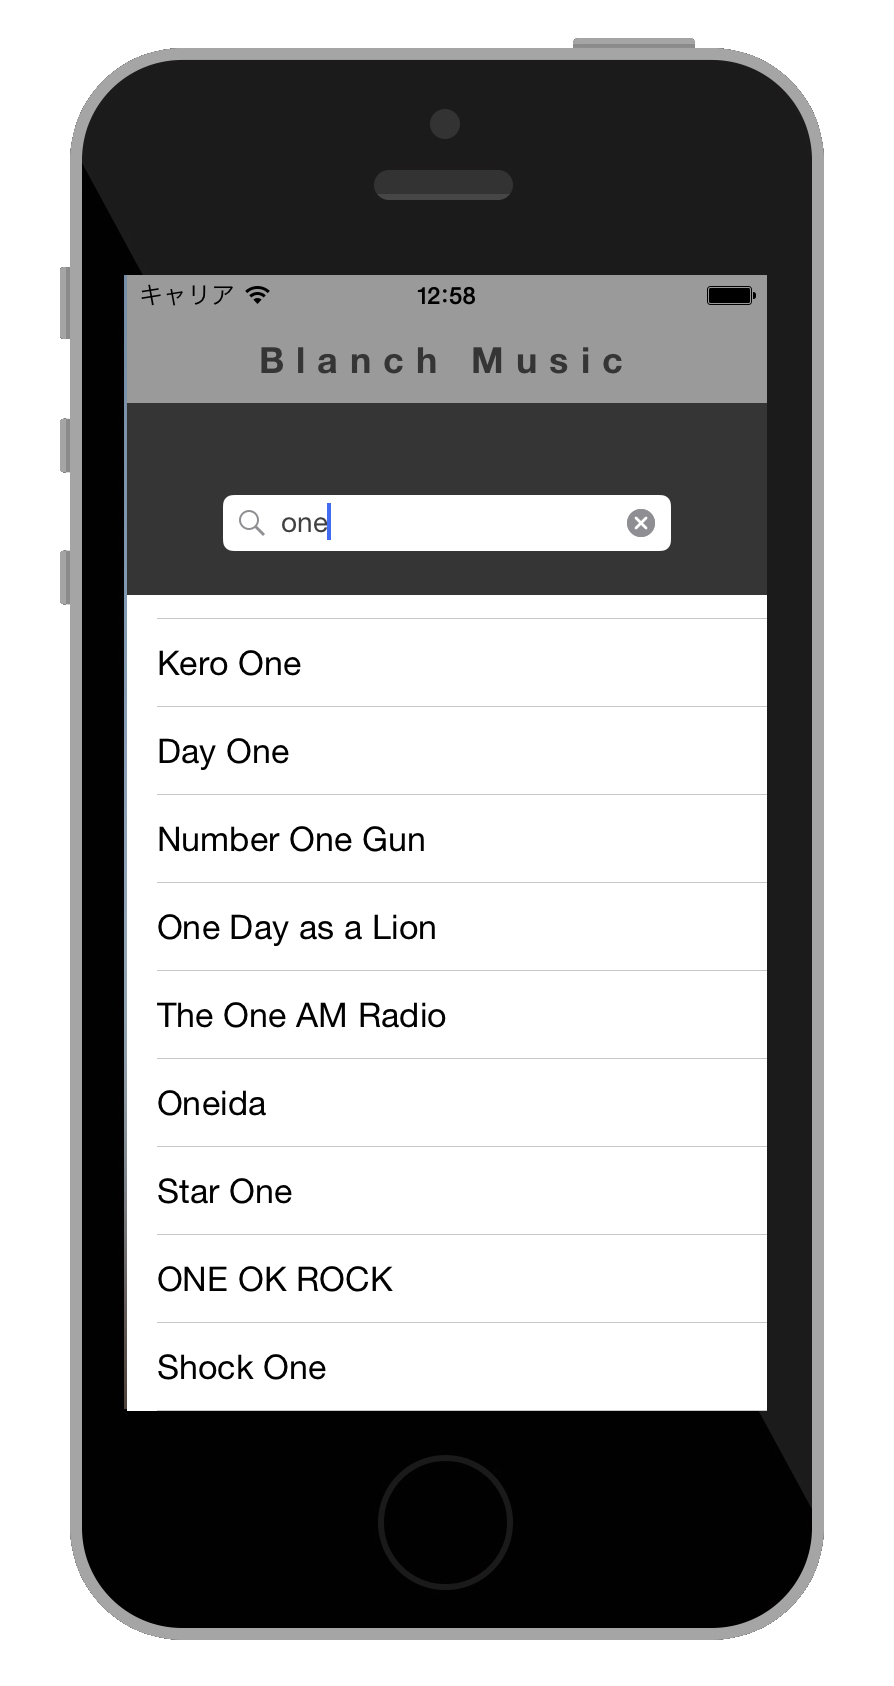 キャリア 12:58
Blanch Music
one
Kero One
Day One
Number One Gun
One Day as a Lion
The One AM Radio
Oneida
Star One
ONE OK ROCK
Shock One